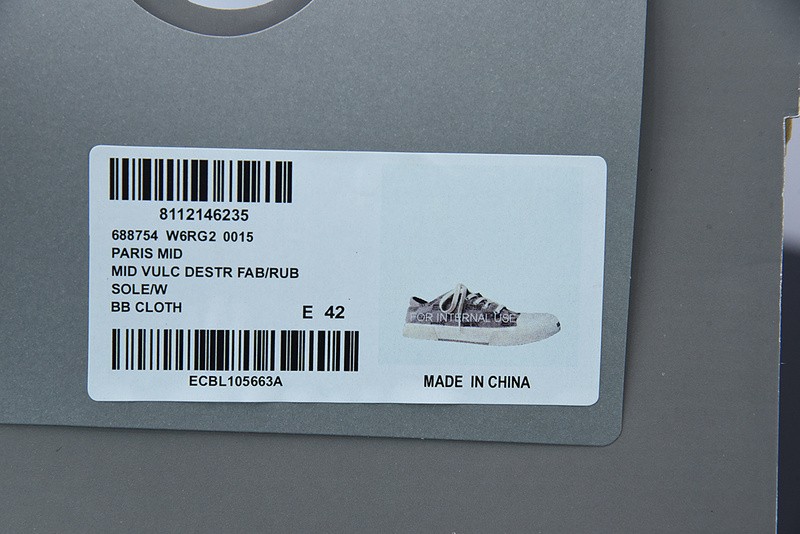 8112146235
688754 W6RG2 0015
PARIS MID
MID VULC DESTR FAB/RUB
SOLE/W
BB CLOTH
E 42
ECBL105663A
FOR INTERNAL USE
MADE IN CHINA